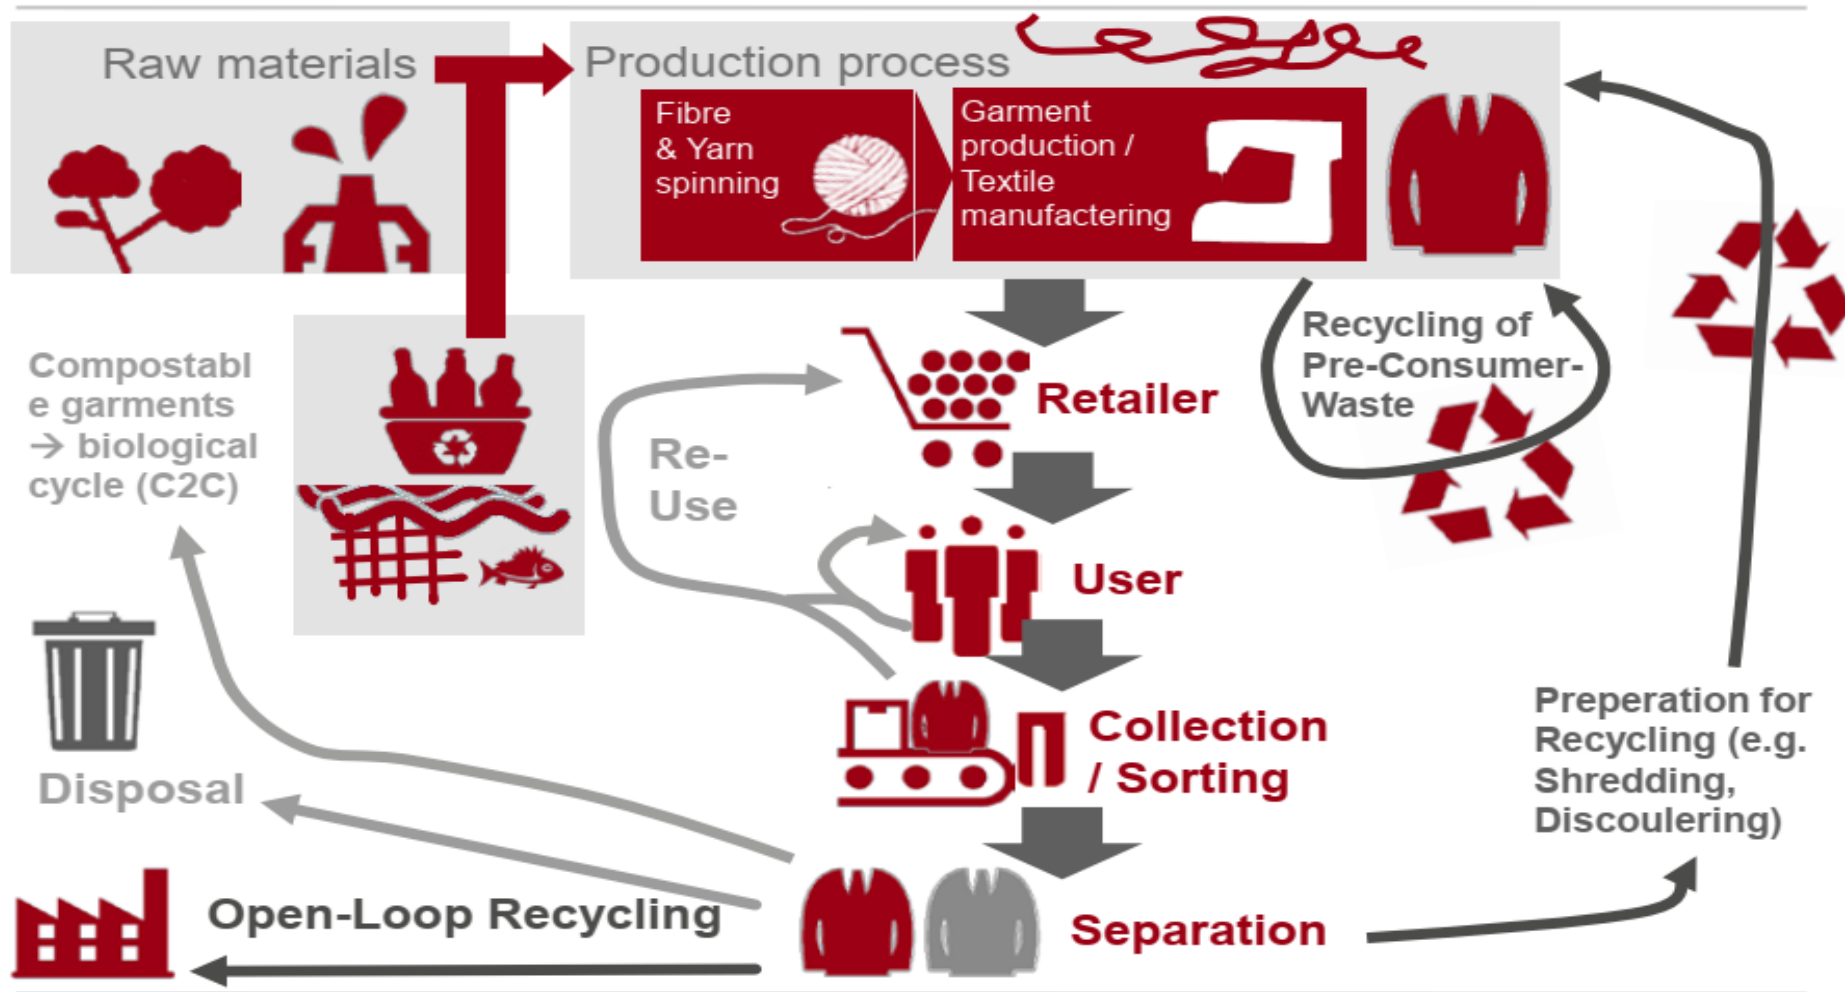 Raw materials
Production process
Fibre
& Yarn
spinning
Garment
production /
Textile
manufactering
Compostabl
e garments
→ biological
cycle (C2C)
Re-
Use
Retailer
Recycling of
Pre-Consumer-
Waste
User
Collection
/ Sorting
Preperation for
Recycling (e.g.
Shredding,
Discoulering)
Disposal
Open-Loop Recycling
Separation